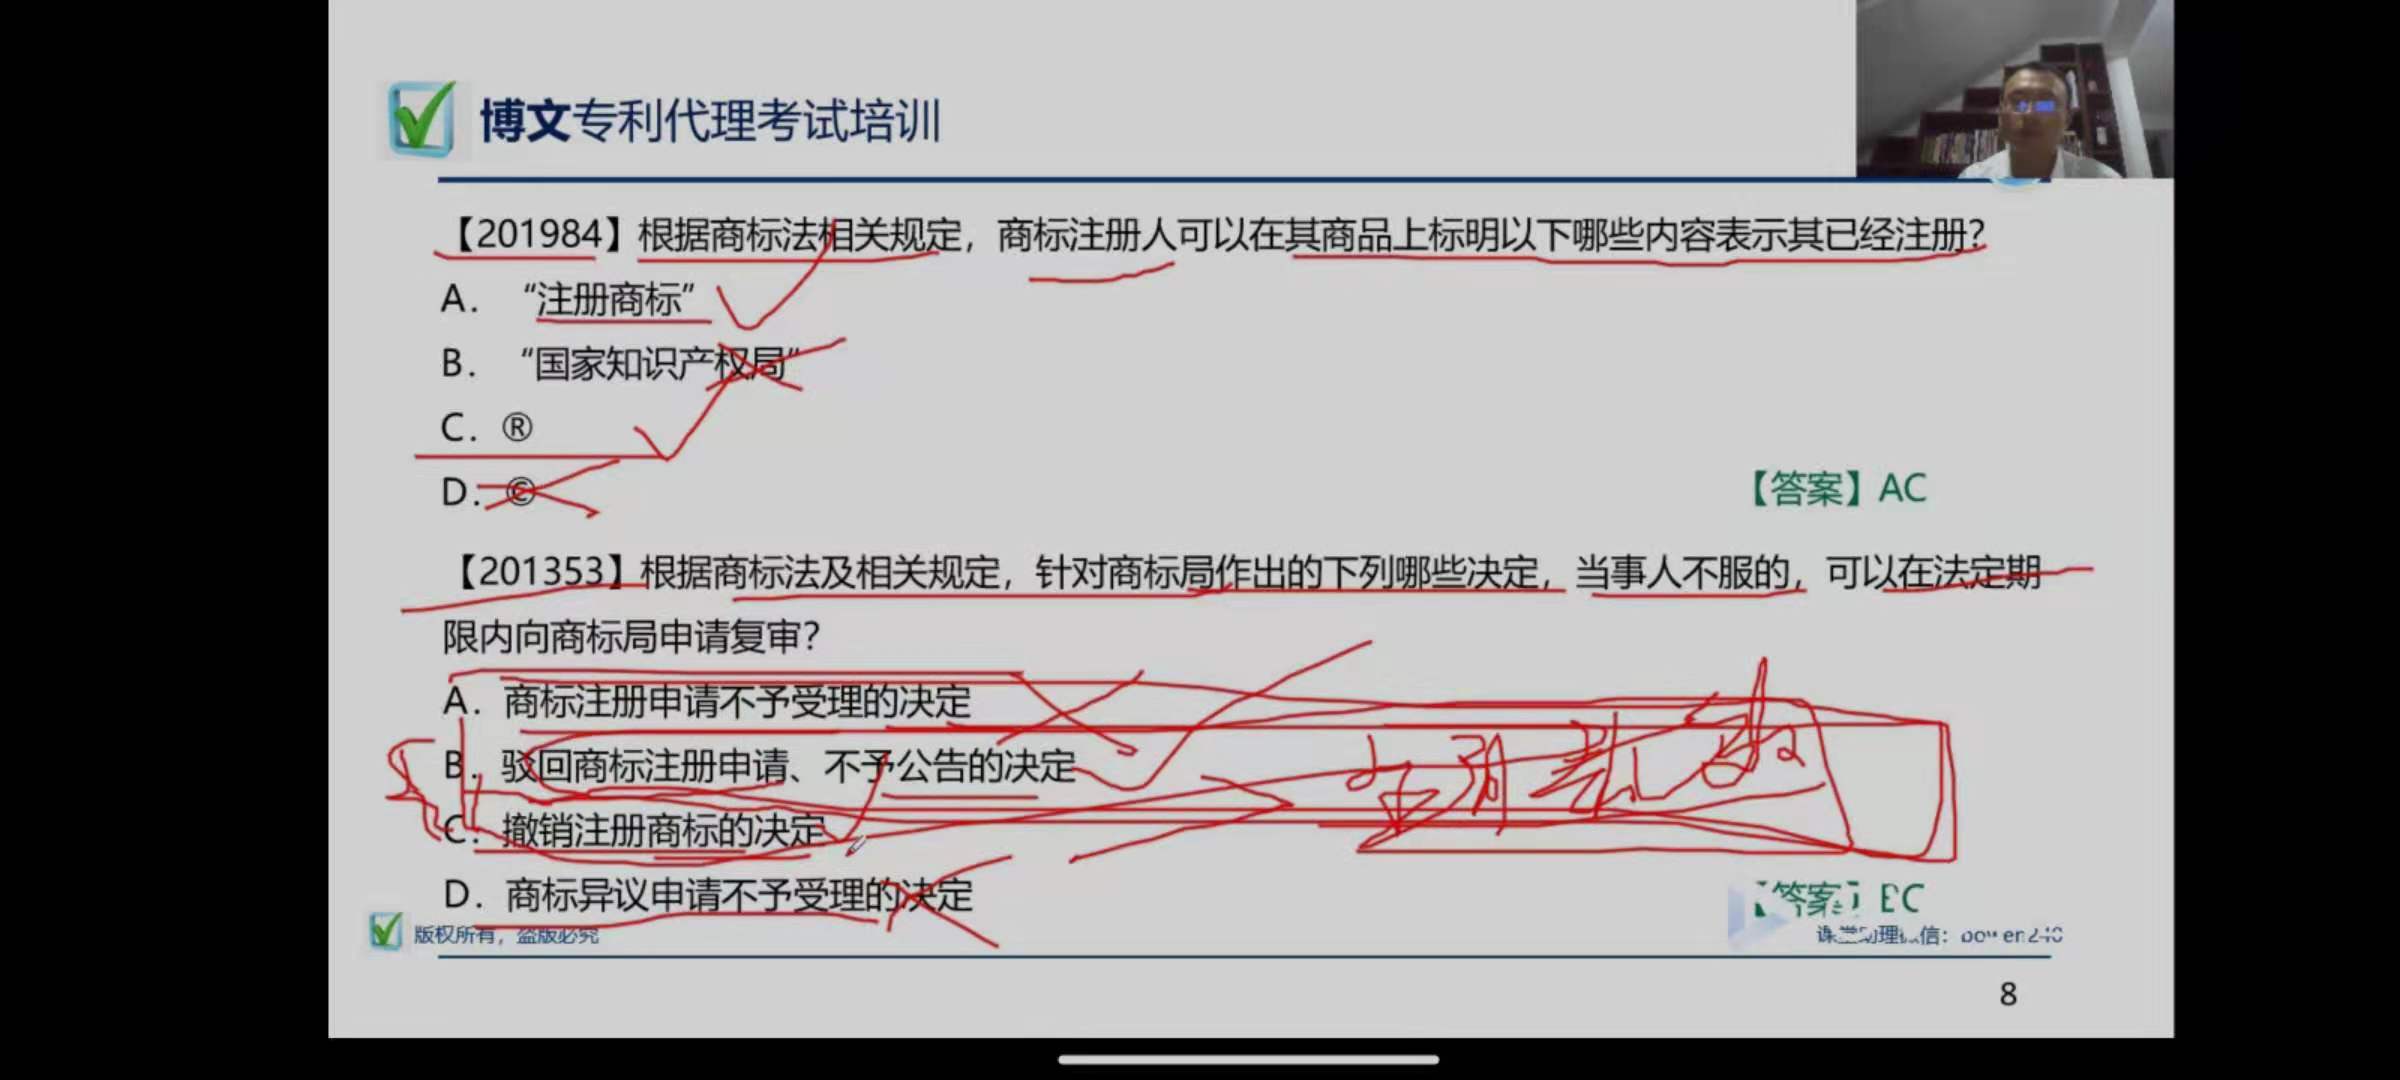 博文专利代理考试培训
【201984】根据商标法相关规定，商标注册人可以在其商品上标明以下哪些内容表示其已经注册？
A. “注册商标”
B. “国家知识产权局”
C. ®
D. ©
【答案】AC
【201353】根据商标法及相关规定，针对商标局作出的下列哪些决定，当事人不服的，可以在法定期
限内向商标局申请复审？
A. 商标注册申请不予受理的决定
B. 驳回商标注册申请、不予公告的决定
C. 撤销注册商标的决定
D. 商标异议申请不予受理的决定
【答案】BC
版权所有，盗版必究
8